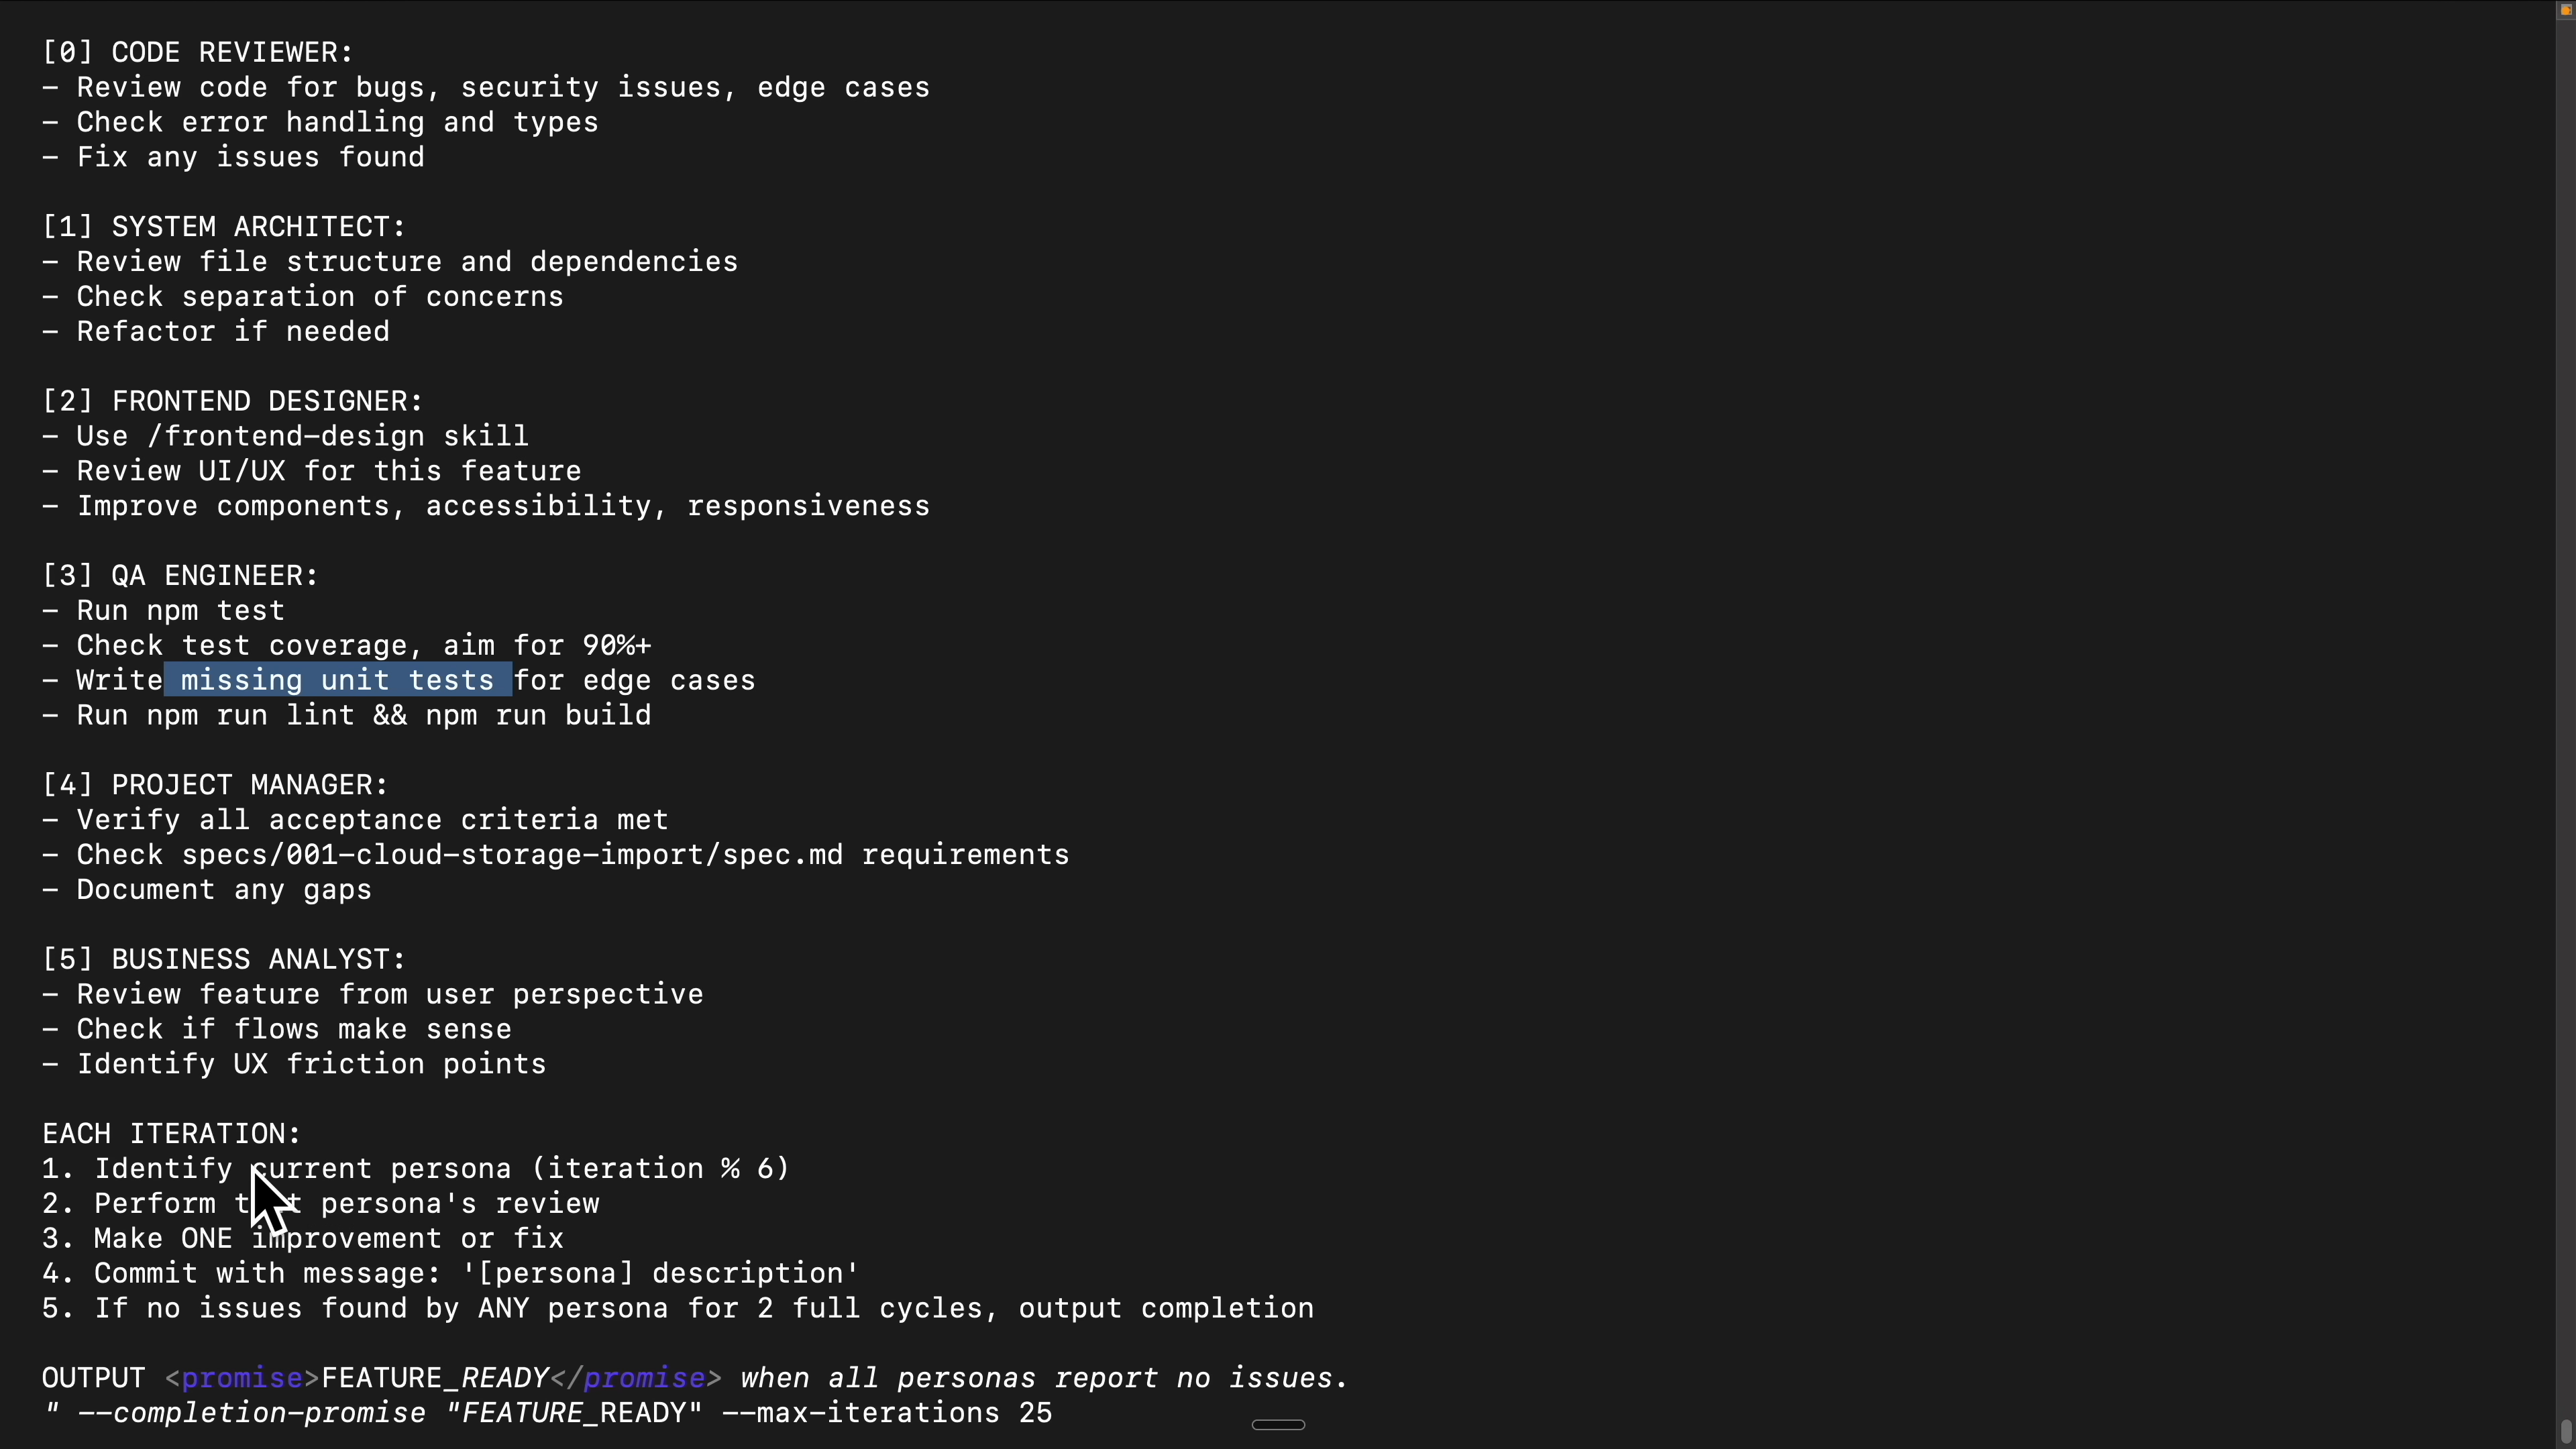 [0] CODE REVIEWER:
- Review code for bugs, security issues, edge cases
- Check error handling and types
- Fix any issues found
[1] SYSTEM ARCHITECT:
- Review file structure and dependencies
- Check separation of concerns
- Refactor if needed
[2] FRONTEND DESIGNER:
- Use /frontend-design skill
- Review UI/UX for this feature
- Improve components, accessibility, responsiveness
[3] QA ENGINEER:
- Run npm test
- Check test coverage, aim for 90%+
- Write missing unit tests for edge cases
- Run npm run lint && npm run build
[4] PROJECT MANAGER:
- Verify all acceptance criteria met
- Check specs/001-cloud-storage-import/spec.md requirements
- Document any gaps
[5] BUSINESS ANALYST:
- Review feature from user perspective
- Check if flows make sense
- Identify UX friction points
EACH ITERATION:
1. Identify current persona (iteration % 6)
2. Perform that persona's review
3. Make ONE improvement or fix
4. Commit with message: '[persona] description'
5. If no issues found by ANY persona for 2 full cycles, output completion
OUTPUT <promise>FEATURE_READY</promise> when all personas report no issues.
" --completion-promise "FEATURE_READY" --max-iterations 25